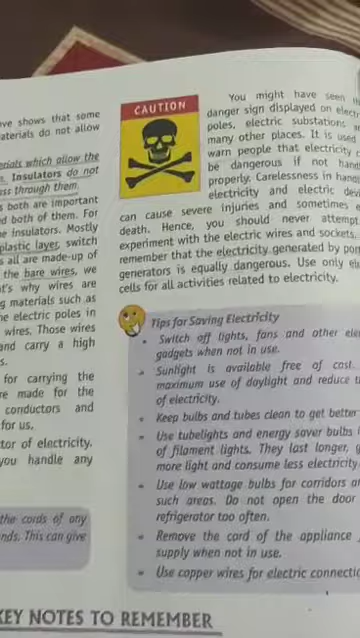 ve shows that some
aterials do not allow
erials which allow the
s. Insulators do not
ass through them.
s both are important
d both of them. For
e insulators. Mostly
plastic layer, switch
s all are made-up of
the bare wires, we
t's why wires are
g materials such as
e electric poles in
wires. Those wires
and carry a high
s.
for carrying the
re made for the
conductors and
for us.
tor of electricity.
you handle any
the cords of any
nds. This can give
CAUTION
You might have seen
danger sign displayed on electr
poles, electric substations
many other places. It is used
warn people that electricity c
be dangerous if not hand
properly. Carelessness in hand
electricity and electric dev
can cause severe injuries and sometimes e
death. Hence, you should never attempt
experiment with the electric wires and sockets.
remember that the electricity generated by por
generators is equally dangerous. Use only ele
cells for all activities related to electricity.
Tips for Saving Electricity
Switch off lights, fans and other ele
gadgets when not in use.
Sunlight is available free of cost.
maximum use of daylight and reduce t
of electricity.
Keep bulbs and tubes clean to get better
Use tubelights and energy saver bulbs i
of filament lights. They last longer, g
more light and consume less electricity
Use low wattage bulbs for corridors a
such areas. Do not open the door
refrigerator too often.
Remove the cord of the appliance
supply when not in use.
Use copper wires for electric connectio
KEY NOTES TO REMEMBER